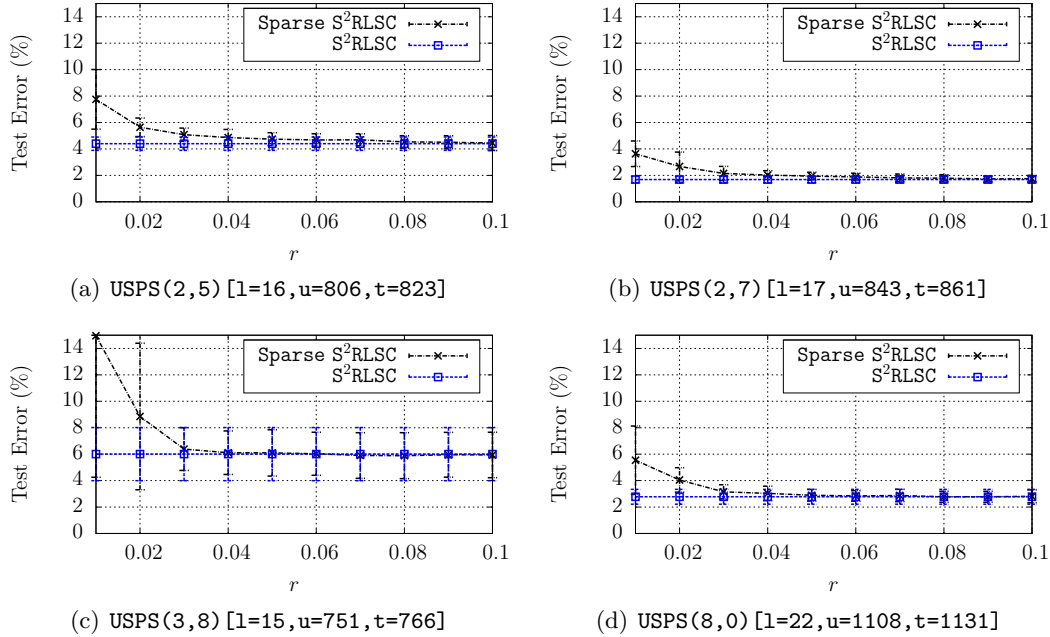 Test Error (%)
14
12
10
8
6
4
2
0
0.02 0.04 0.06 0.08 0.1
r
Sparse S²RLSC
S²RLSC
(a) USPS(2,5)[l=16,u=806,t=823]
Test Error (%)
14
12
10
8
6
4
2
0
0.02 0.04 0.06 0.08 0.1
r
Sparse S²RLSC
S²RLSC
(b) USPS(2,7)[l=17,u=843,t=861]
Test Error (%)
14
12
10
8
6
4
2
0
0.02 0.04 0.06 0.08 0.1
r
Sparse S²RLSC
S²RLSC
(c) USPS(3,8)[l=15,u=751,t=766]
Test Error (%)
14
12
10
8
6
4
2
0
0.02 0.04 0.06 0.08 0.1
r
Sparse S²RLSC
S²RLSC
(d) USPS(8,0)[l=22,u=1108,t=1131]